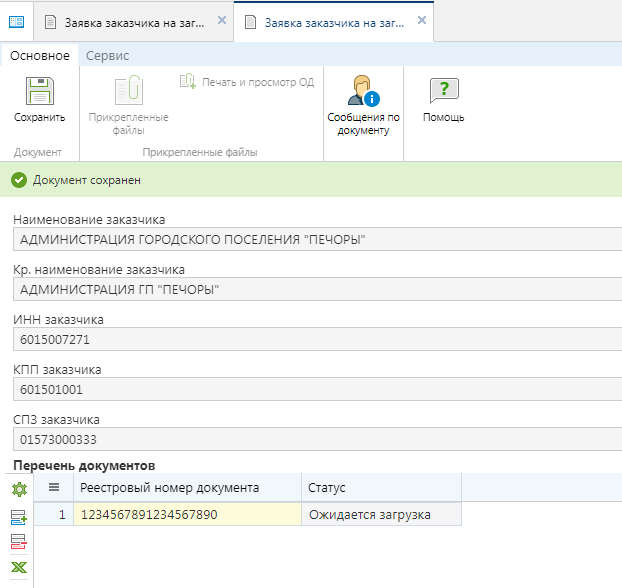 Заявка заказчика на заг...
Заявка заказчика на заг...
Основное
Сервис
Сохранить
Прикрепленные
файлы
Печать и просмотр ОД
Сообщения по
документу
Помощь
Документ
Прикрепленные файлы
Документ сохранен
Наименование заказчика
АДМИНИСТРАЦИЯ ГОРОДСКОГО ПОСЕЛЕНИЯ "ПЕЧОРЫ"
Кр. наименование заказчика
АДМИНИСТРАЦИЯ ГП "ПЕЧОРЫ"
ИНН заказчика
6015007271
КПП заказчика
601501001
СПЗ заказчика
01573000333
Перечень документов
Реестровый номер документа
Статус
1
1234567891234567890
Ожидается загрузка